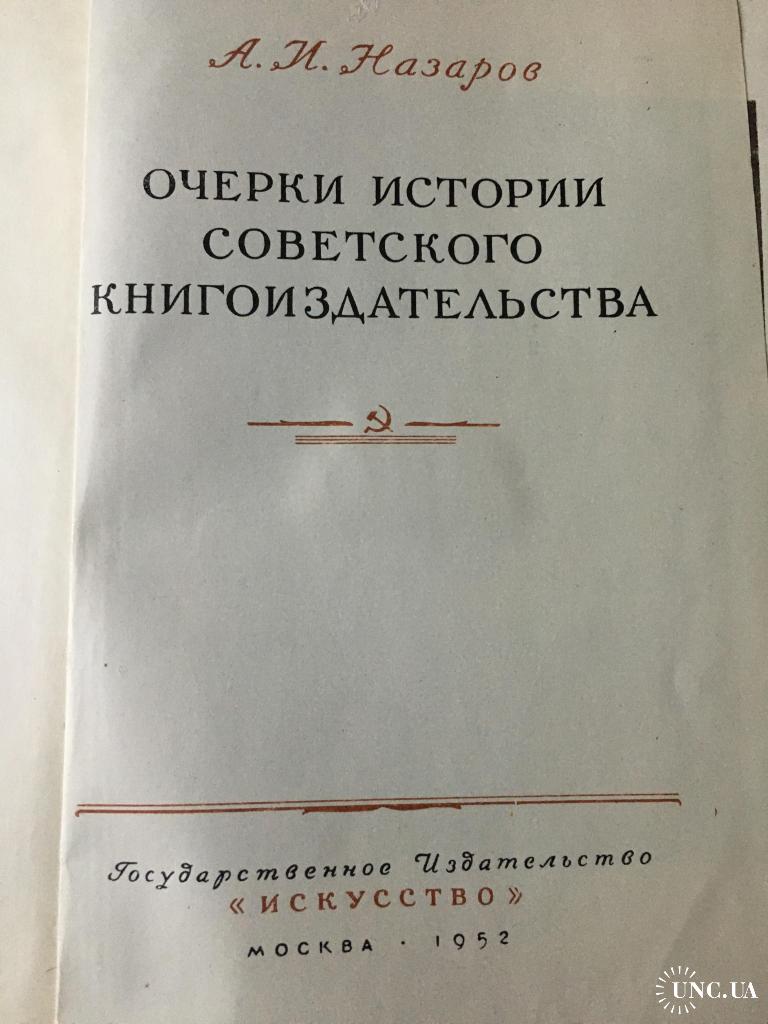 А. И. Назаров
ОЧЕРКИ ИСТОРИИ
СОВЕТСКОГО
КНИГОИЗДАТЕЛЬСТВА
Государственное Издательство
«ИСКУССТВО»
МОСКВА · 1952
UNC.UA